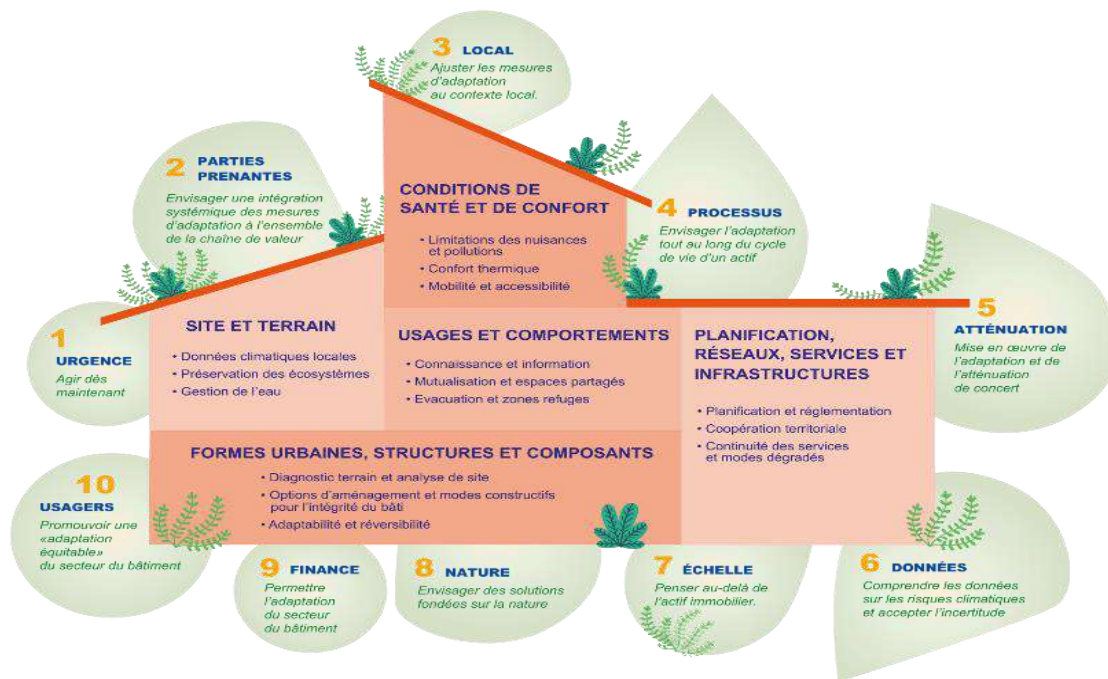 3 LOCAL
Ajuster les mesures
d'adaptation
au contexte local.
2 PARTIES
PRENANTES
Envisager une intégration
systémique des mesures
d'adaptation à l'ensemble
de la chaîne de valeur
CONDITIONS DE
SANTÉ ET DE CONFORT
• Limitations des nuisances
et pollutions
• Confort thermique
• Mobilité et accessibilité
4 PROCESSUS
Envisager l'adaptation
tout au long du cycle
de vie d'un actif
1
URGENCE
Agir dès
maintenant
SITE ET TERRAIN
• Données climatiques locales
• Préservation des écosystèmes
• Gestion de l'eau
USAGES ET COMPORTEMENTS
• Connaissance et information
• Mutualisation et espaces partagés
• Evacuation et zones refuges
PLANIFICATION,
RÉSEAUX, SERVICES ET
INFRASTRUCTURES
• Planification et réglementation
• Coopération territoriale
• Continuité des services
et modes dégradés
5
ATTÉNUATION
Mise en œuvre de
l'adaptation et de
l'atténuation
de concert
FORMES URBAINES, STRUCTURES ET COMPOSANTS
• Diagnostic terrain et analyse de site
• Options d'aménagement et modes constructifs
pour l'intégrité du bâti
• Adaptabilité et réversibilité
10
USAGERS
Promouvoir une
«adaptation
équitable»
du secteur du bâtiment
9 FINANCE
Permettre
l'adaptation
du secteur
du bâtiment
8 NATURE
Envisager des solutions
fondées sur la nature
7 ÉCHELLE
Penser au-delà de
l'actif immobilier.
6 DONNÉES
Comprendre les données
sur les risques climatiques
et accepter l'incertitude